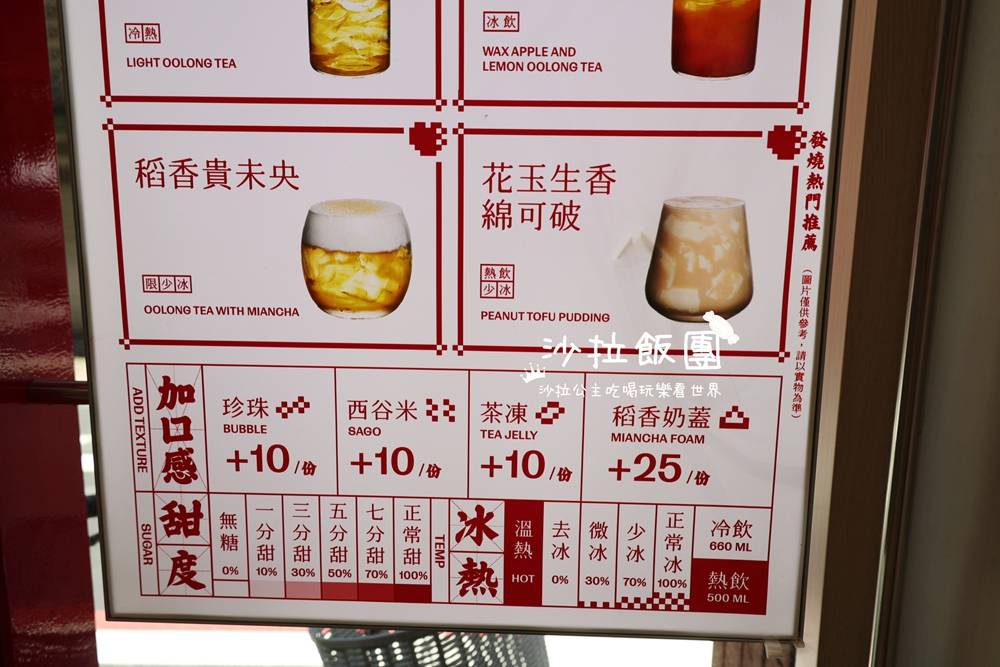 冷熱
LIGHT OOLONG TEA
冰飲
WAX APPLE AND
LEMON OOLONG TEA
稻香貴未央
限少冰
OOLONG TEA WITH MIANCHA
花玉生香
綿可破
熱飲
少冰
PEANUT TOFU PUDDING
發燒熱門推薦
(圖片僅供參考，請以實物為準)
沙拉飯團
沙拉公主吃喝玩樂看世界
加口感
ADD TEXTURE
珍珠
BUBBLE
+10/份
西谷米
SAGO
+10/份
茶凍
TEA JELLY
+10/份
稻香奶蓋
MIANCHA FOAM
+25/份
甜度
SUGAR
無糖
0%
一分甜
10%
三分甜
30%
五分甜
50%
七分甜
70%
正常甜
100%
TEMP
冰熱
溫熱
HOT
去冰
0%
微冰
30%
少冰
70%
正常冰
100%
冷飲
660 ML
熱飲
500 ML